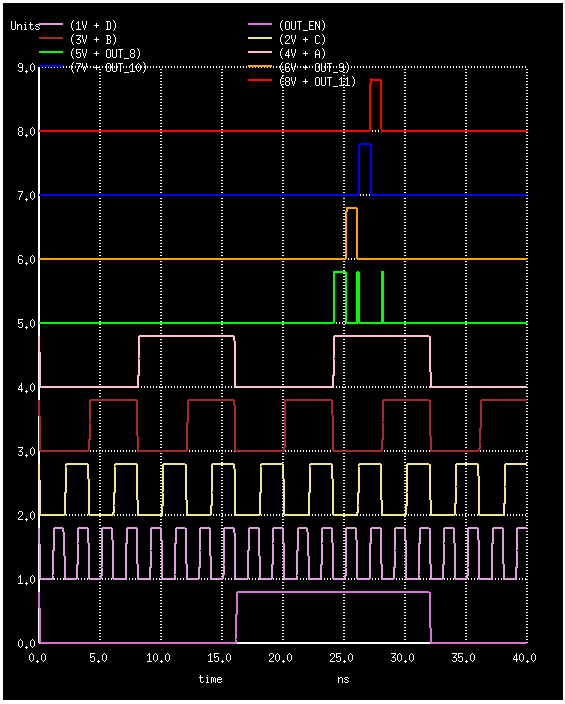 Units (1V + D) (OUT_EN)
(3V + B) (2V + C)
(5V + OUT_8) (4V + A)
9.0 (7V + OUT_10) (6V + OUT_9)
(8V + OUT_11)
8.0
7.0
6.0
5.0
4.0
3.0
2.0
1.0
0.0
0.0 5.0 10.0 15.0 20.0 25.0 30.0 35.0 40.0
time ns